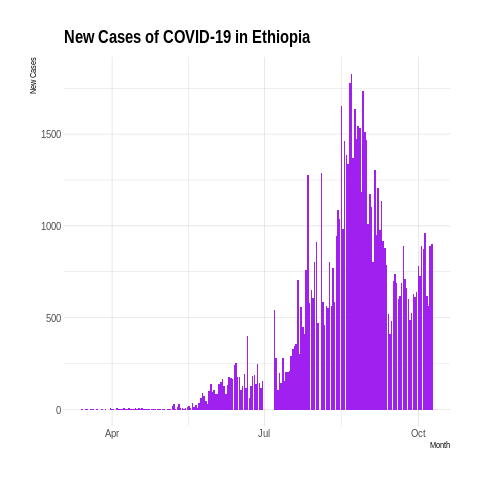 New Cases of COVID-19 in Ethiopia
New Cases
1500
1000
500
0
Apr
Jul
Oct
Month